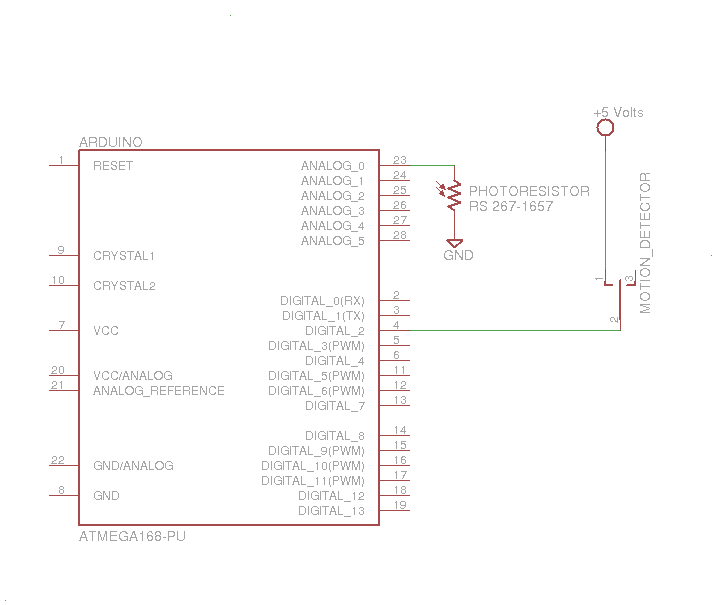 +5 Volts
ARDUINO
1 RESET ANALOG_0 23
ANALOG_1 24
PHOTORESISTOR
ANALOG_2 25
RS 267-1657
ANALOG_3 26
ANALOG_4 27
ANALOG_5 28
GND
9 CRYSTAL1
10 CRYSTAL2
1
3
2
MOTION_DETECTOR
DIGITAL_0(RX) 2
DIGITAL_1(TX) 3
7 VCC DIGITAL_2 4
DIGITAL_3(PWM) 5
DIGITAL_4 6
20 VCC/ANALOG DIGITAL_5(PWM) 11
21 ANALOG_REFERENCE DIGITAL_6(PWM) 12
DIGITAL_7 13
DIGITAL_8 14
DIGITAL_9(PWM) 15
22 GND/ANALOG DIGITAL_10(PWM) 16
DIGITAL_11(PWM) 17
8 GND DIGITAL_12 18
DIGITAL_13 19
ATMEGA168-PU